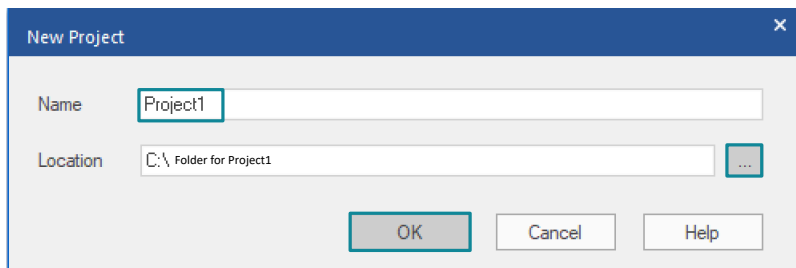 New Project ×
Name Project1
Location C:\ Folder for Project1 ...
OK Cancel Help